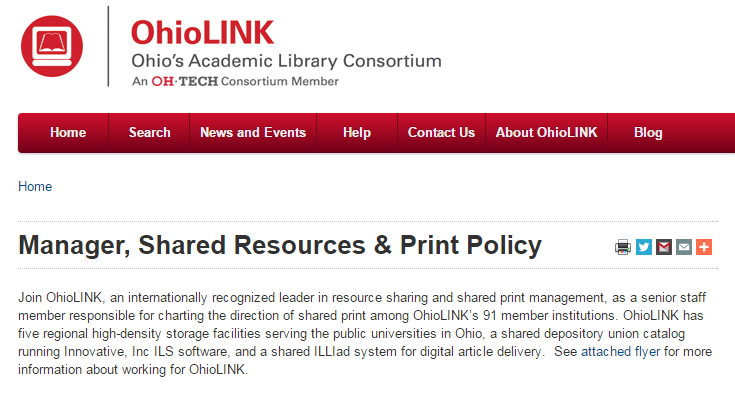 OhioLINK
Ohio's Academic Library Consortium
An OH·TECH Consortium Member
Home Search News and Events Help Contact Us About OhioLINK Blog
Home
Manager, Shared Resources & Print Policy
Join OhioLINK, an internationally recognized leader in resource sharing and shared print management, as a senior staff
member responsible for charting the direction of shared print among OhioLINK's 91 member institutions. OhioLINK has
five regional high-density storage facilities serving the public universities in Ohio, a shared depository union catalog
running Innovative, Inc ILS software, and a shared ILLIad system for digital article delivery.  See attached flyer for more
information about working for OhioLINK.